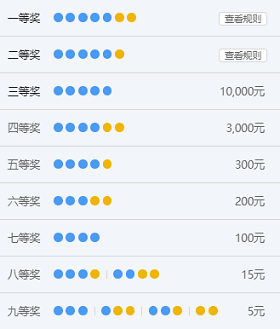 一等奖 查看规则
二等奖 查看规则
三等奖 10,000元
四等奖 3,000元
五等奖 300元
六等奖 200元
七等奖 100元
八等奖 15元
九等奖 5元